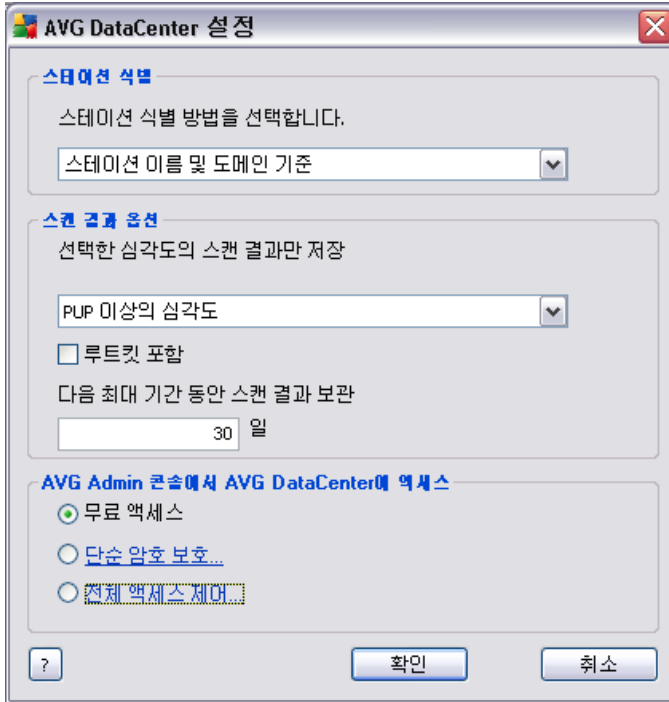 AVG DataCenter 설정
스테이션 식별
스테이션 식별 방법을 선택합니다.
스테이션 이름 및 도메인 기준
스캔 결과 옵션
선택한 심각도의 스캔 결과만 저장
PUP 이상의 심각도
루트킷 포함
다음 최대 기간 동안 스캔 결과 보관
30 일
AVG Admin 콘솔에서 AVG DataCenter에 액세스
무료 액세스
단순 암호 보호...
전체 액세스 제어...
? 확인 취소